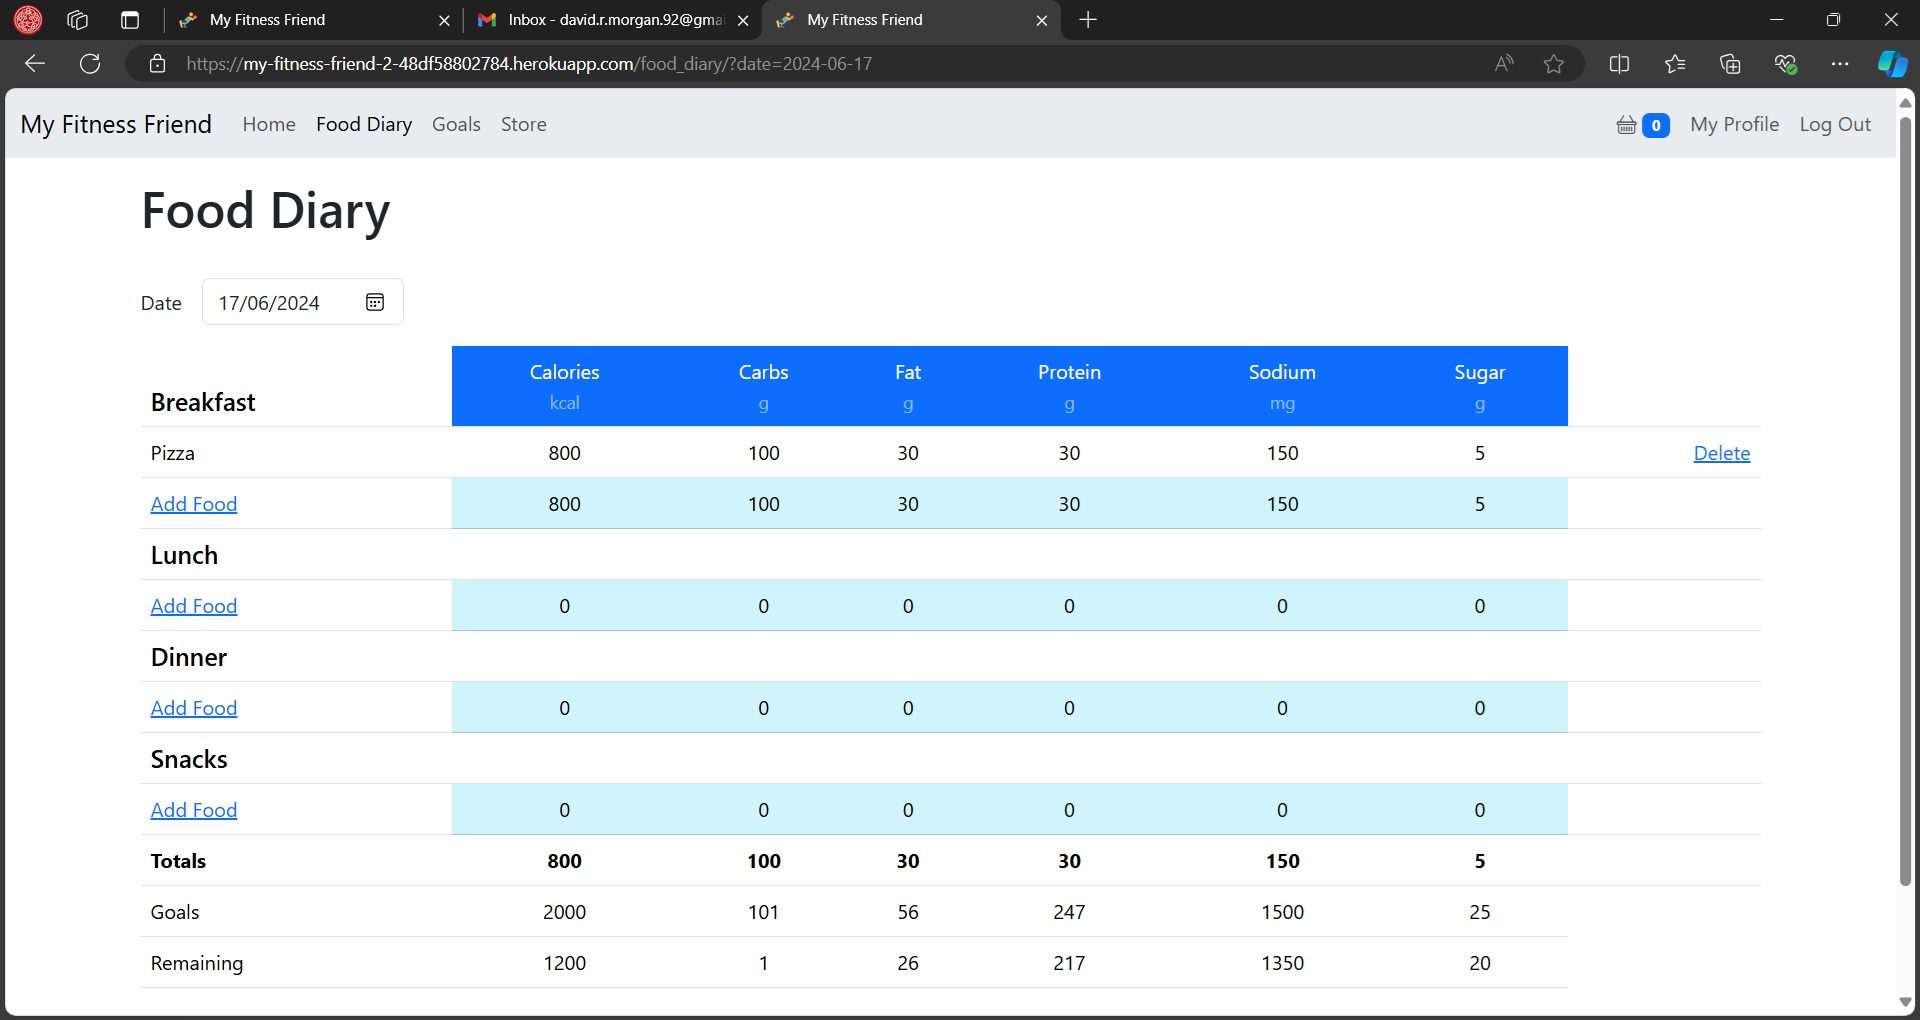 My Fitness Friend
Inbox - david.r.morgan.92@gmai
My Fitness Friend
https://my-fitness-friend-2-48df58802784.herokuapp.com/food_diary/?date=2024-06-17
My Fitness Friend Home Food Diary Goals Store 0 My Profile Log Out
Food Diary
Date 17/06/2024
Calories Carbs Fat Protein Sodium Sugar
Breakfast kcal g g g mg g
Pizza 800 100 30 30 150 5 Delete
Add Food 800 100 30 30 150 5
Lunch
Add Food 0 0 0 0 0 0
Dinner
Add Food 0 0 0 0 0 0
Snacks
Add Food 0 0 0 0 0 0
Totals 800 100 30 30 150 5
Goals 2000 101 56 247 1500 25
Remaining 1200 1 26 217 1350 20